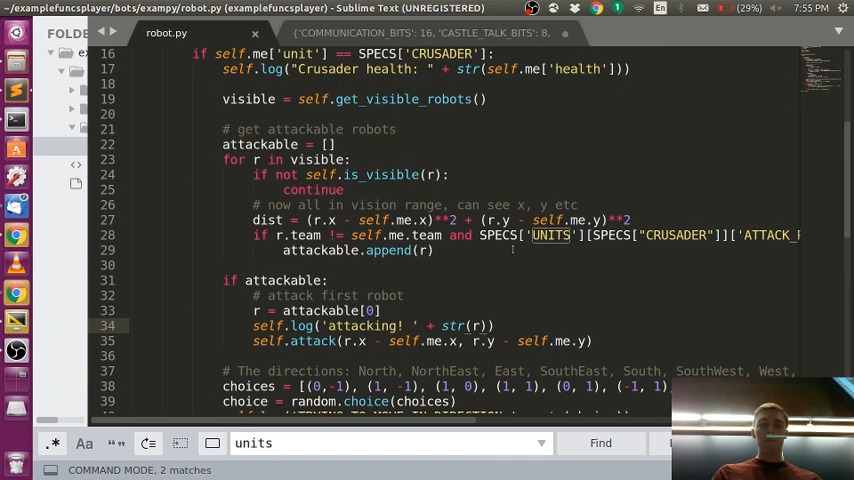 ~/examplefuncsplayer/bots/exampy/robot.py (examplefuncsplayer) - Sublime Text (UNREGISTERED)
En
(29%)
7:55 PM
FOLDE
robot.py
{'COMMUNICATION_BITS': 16, 'CASTLE_TALK_BITS': 8,
16 if self.me['unit'] == SPECS['CRUSADER']:
17 self.log("Crusader health: " + str(self.me['health']))
18
19 visible = self.get_visible_robots()
20
21 # get attackable robots
22 attackable = []
23 for r in visible:
24 if not self.is_visible(r):
25 continue
26 # now all in vision range, can see x, y etc
27 dist = (r.x - self.me.x)**2 + (r.y - self.me.y)**2
28 if r.team != self.me.team and SPECS['UNITS'][SPECS["CRUSADER"]]['ATTACK_R
29 attackable.append(r)
30
31 if attackable:
32 # attack first robot
33 r = attackable[0]
34 self.log('attacking! ' + str(r))
35 self.attack(r.x - self.me.x, r.y - self.me.y)
36
37 # The directions: North, NorthEast, East, SouthEast, South, SouthWest, West,
38 choices = [(0,-1), (1, -1), (1, 0), (1, 1), (0, 1), (-1, 1)
39 choice = random.choice(choices)
.* Aa “ ” units Find
COMMAND MODE, 2 matches